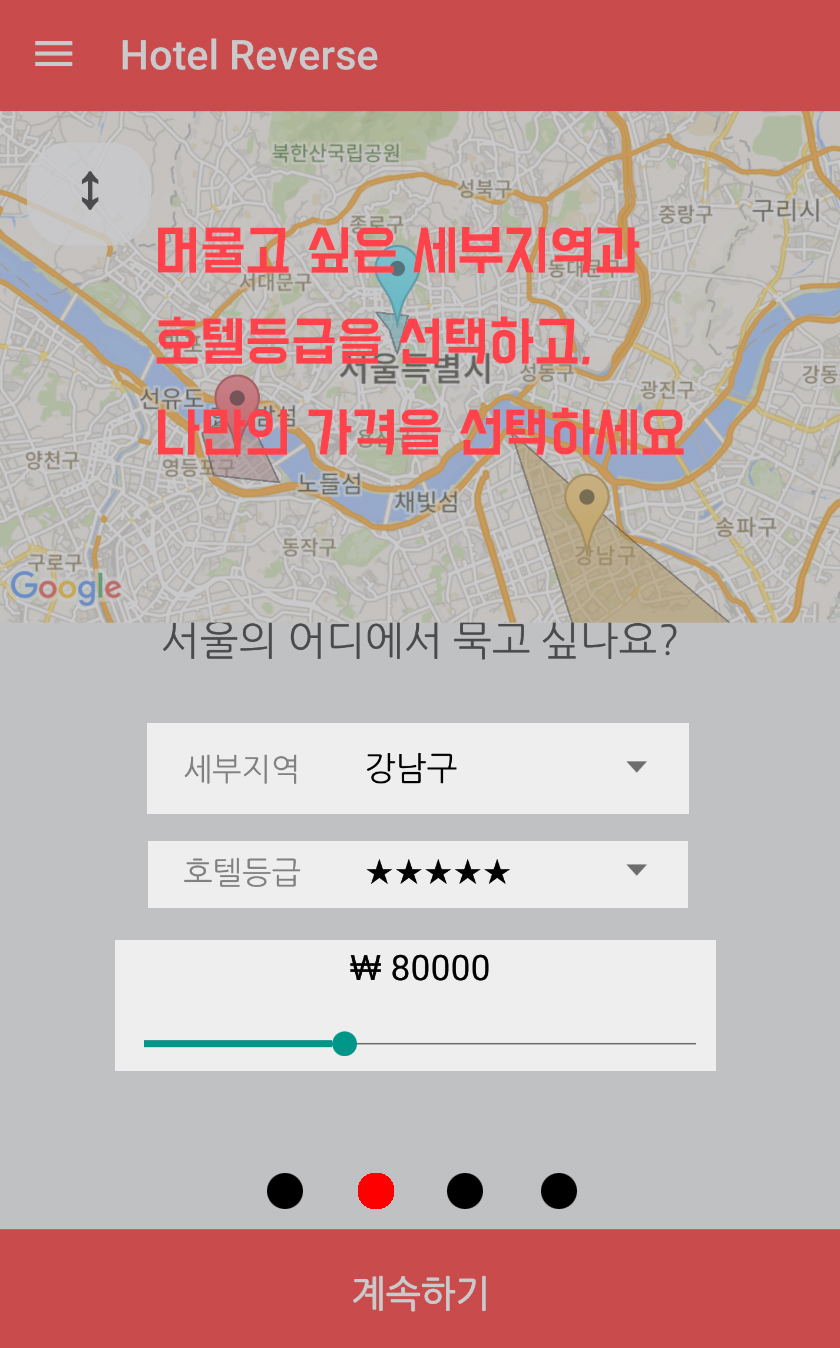 Hotel Reverse
북한산국립공원
성북구
종로구
중랑구
구리시
머물고 싶은 세부지역과
서대문구
동대문
호텔등급을 선택하고,
서울특별시
성동구
광진구
강동
선유도
밤섬
나만의 가격을 선택하세요
양천구
영등포구
노들섬
채빛섬
송파구
동작구
강남구
구로구
Google
서울의 어디에서 묵고 싶나요?
세부지역 강남구
호텔등급 ★★★★★
₩ 80000
계속하기